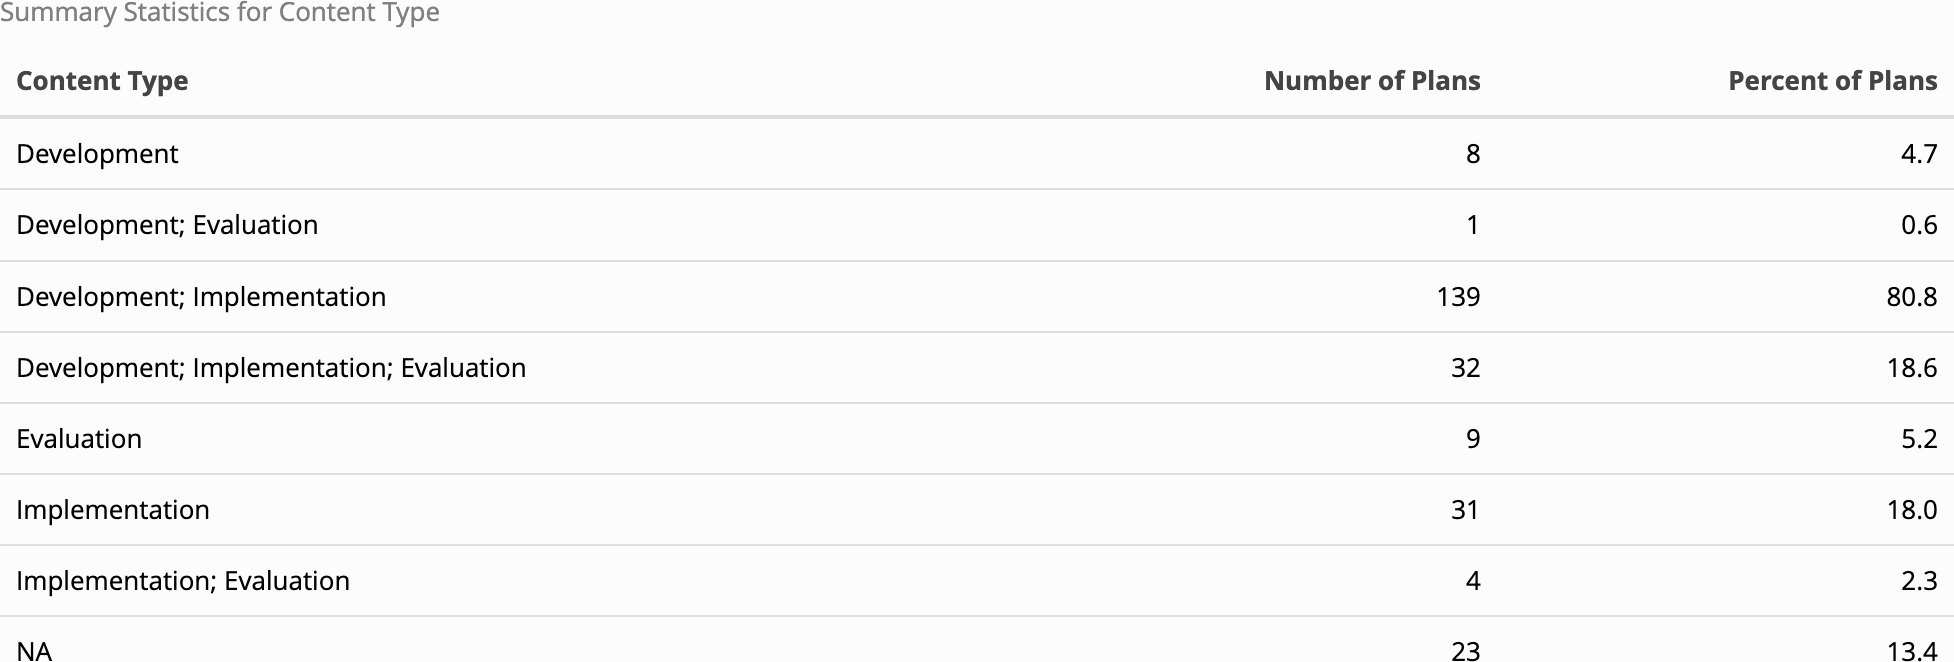 Summary Statistics for Content Type
Content Type Number of Plans Percent of Plans
Development 8 4.7
Development; Evaluation 1 0.6
Development; Implementation 139 80.8
Development; Implementation; Evaluation 32 18.6
Evaluation 9 5.2
Implementation 31 18.0
Implementation; Evaluation 4 2.3
NA 23 13.4